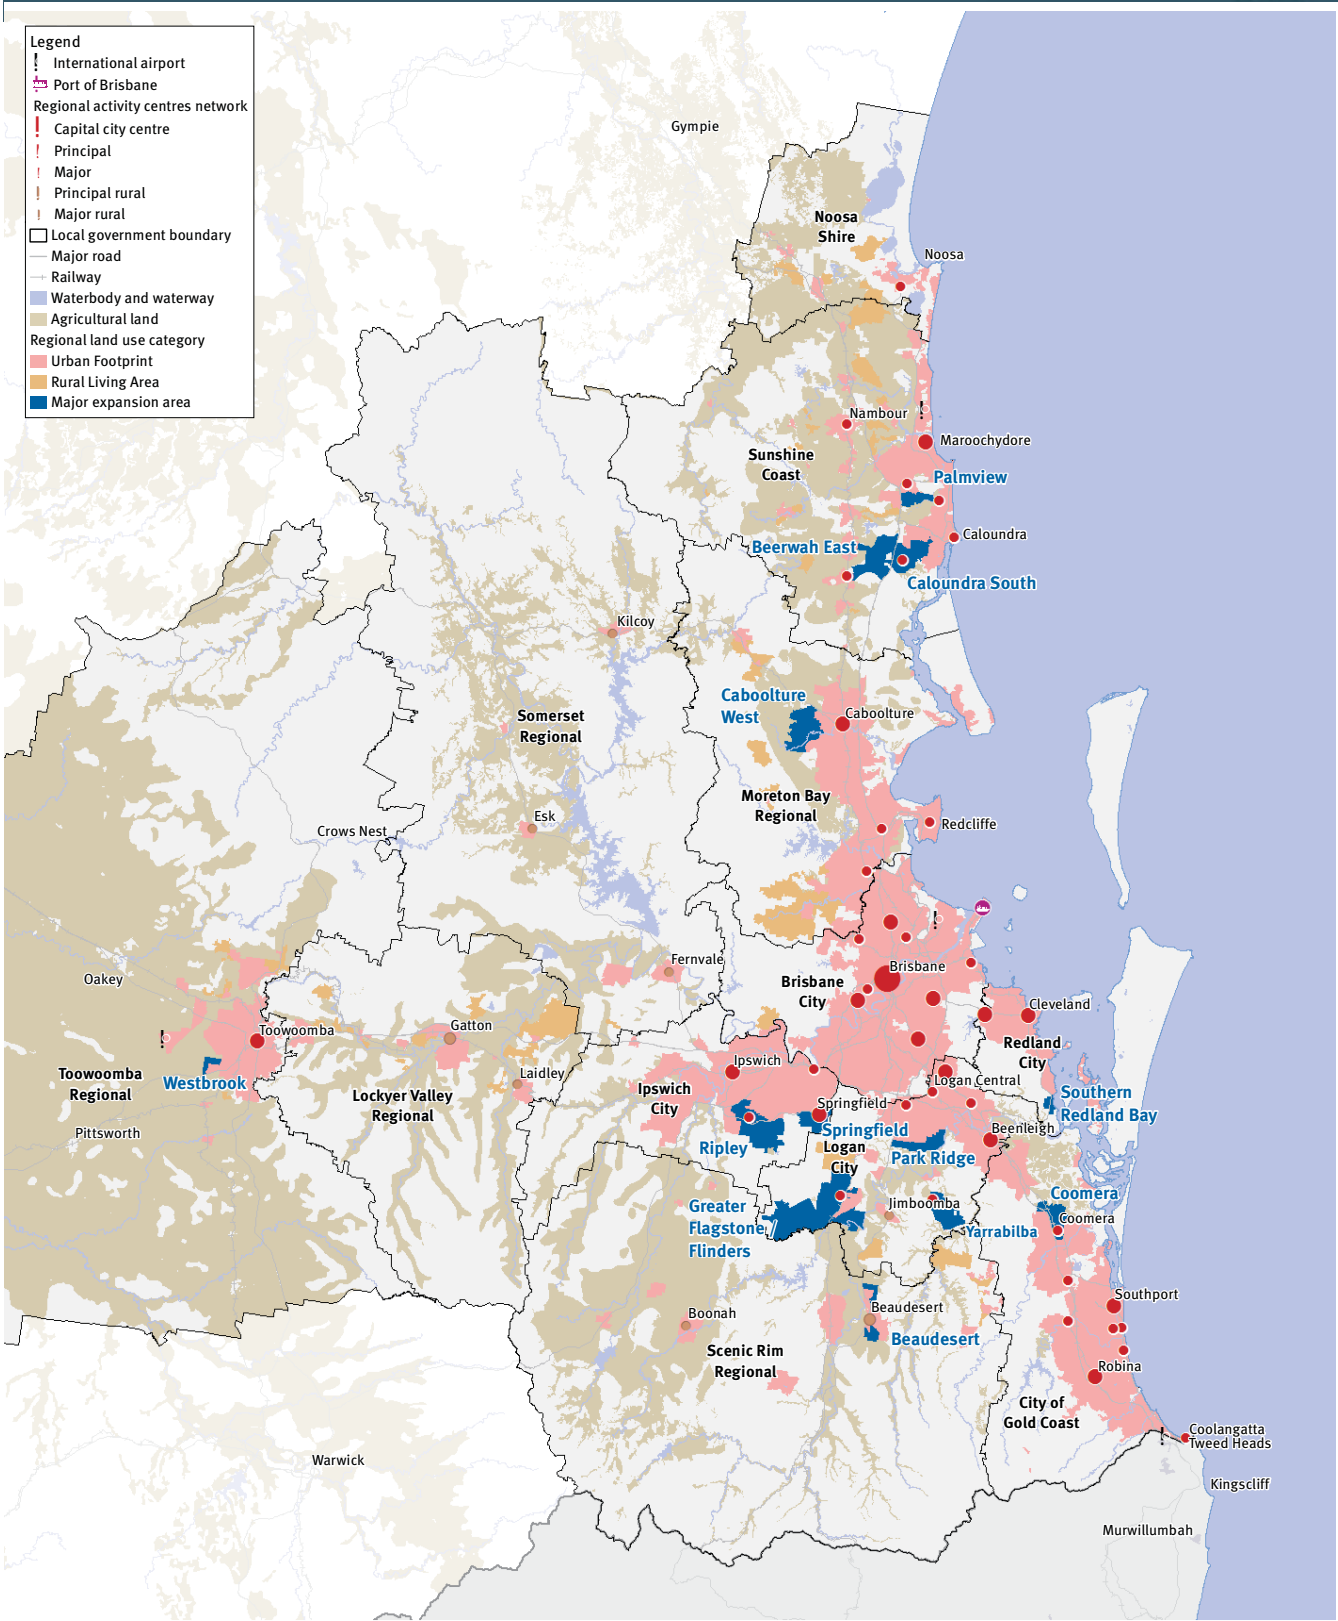 Legend
International airport
Port of Brisbane
Regional activity centres network
Capital city centre
Principal
Major
Principal rural
Major rural
Local government boundary
Major road
Railway
Waterbody and waterway
Agricultural land
Regional land use category
Urban Footprint
Rural Living Area
Major expansion area
Gympie
Noosa
Shire
Noosa
Nambour
Maroochydore
Sunshine
Coast
Palmview
Caloundra
Beerwah East
Caloundra South
Kilcoy
Caboolture
West
Caboolture
Somerset
Regional
Moreton Bay
Regional
Esk
Redcliffe
Crows Nest
Fernvale
Brisbane
Oakey
Brisbane
City
Cleveland
Toowoomba
Gatton
Redland
City
Ipswich
Toowoomba
Regional
Westbrook
Laidley
Lockyer Valley
Regional
Ipswich
City
Logan Central
Southern
Redland Bay
Springfield
Springfield
Beenleigh
Pittsworth
Ripley
Logan
City
Park Ridge
Coomera
Greater
Flagstone
Flinders
Jimboomba
Yarrabilba
Coomera
Southport
Beaudesert
Boonah
Beaudesert
Scenic Rim
Regional
Robina
City of
Gold Coast
Coolangatta
Tweed Heads
Warwick
Kingscliff
Murwillumbah